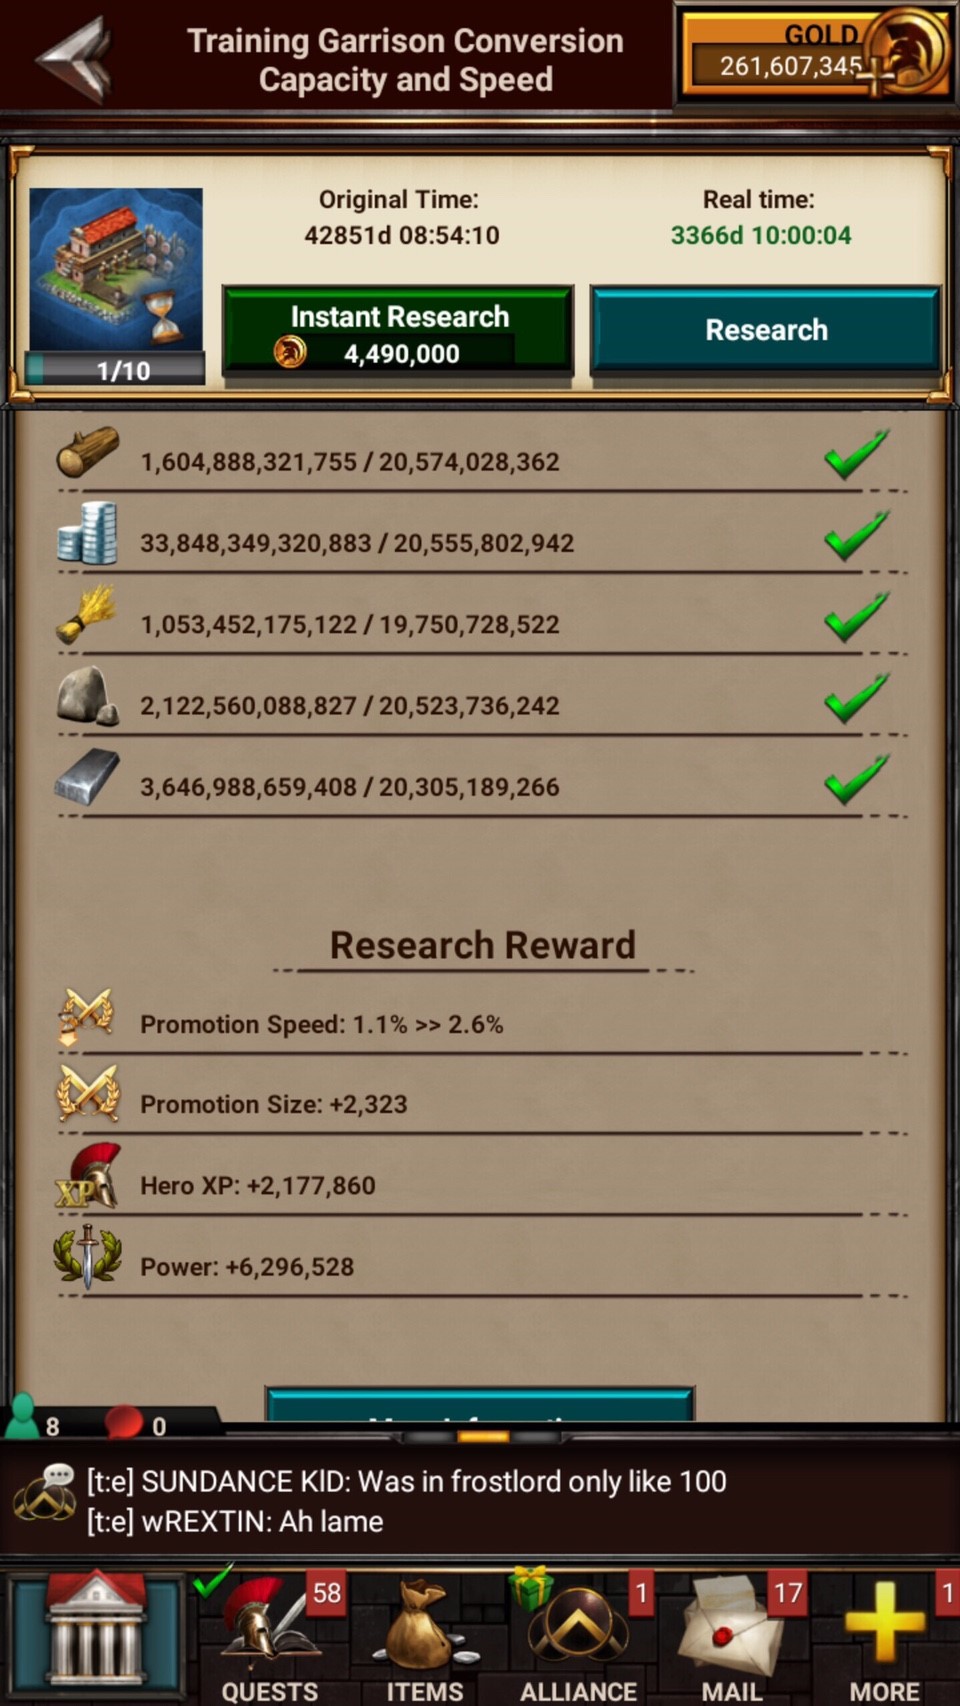 Training Garrison Conversion
Capacity and Speed
GOLD
261,607,345
Original Time:
42851d 08:54:10
Real time:
3366d 10:00:04
Instant Research
4,490,000
Research
1/10
1,604,888,321,755 / 20,574,028,362
33,848,349,320,883 / 20,555,802,942
1,053,452,175,122 / 19,750,728,522
2,122,560,088,827 / 20,523,736,242
3,646,988,659,408 / 20,305,189,266
Research Reward
Promotion Speed: 1.1% >> 2.6%
Promotion Size: +2,323
XP
Hero XP: +2,177,860
Power: +6,296,528
8
0
[t:e] SUNDANCE KlD: Was in frostlord only like 100
[t:e] wREXTIN: Ah lame
58
1
17
1
QUESTS
ITEMS
ALLIANCE
MAIL
MORE